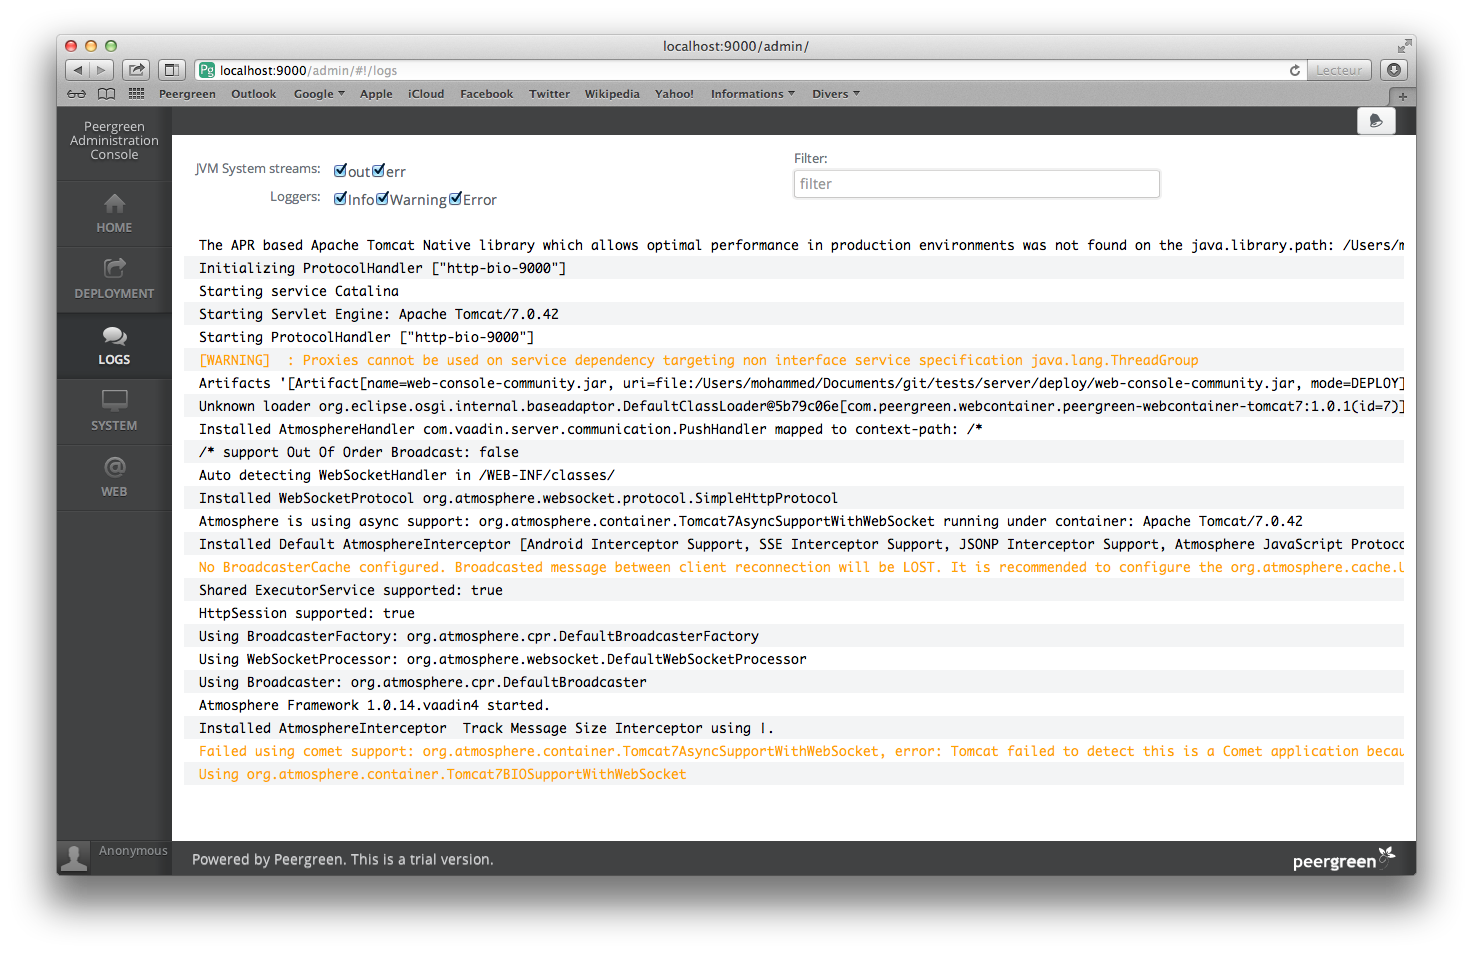 localhost:9000/admin/
Pg localhost:9000/admin/#!/logs
Lecteur
Peergreen Outlook Google Apple iCloud Facebook Twitter Wikipedia Yahoo! Informations Divers
Peergreen
Administration
Console
HOME
DEPLOYMENT
LOGS
SYSTEM
WEB
Anonymous
JVM System streams: out err
Loggers: Info Warning Error
Filter:
filter
The APR based Apache Tomcat Native library which allows optimal performance in production environments was not found on the java.library.path: /Users/m
Initializing ProtocolHandler ["http-bio-9000"]
Starting service Catalina
Starting Servlet Engine: Apache Tomcat/7.0.42
Starting ProtocolHandler ["http-bio-9000"]
[WARNING]  : Proxies cannot be used on service dependency targeting non interface service specification java.lang.ThreadGroup
Artifacts '[Artifact[name=web-console-community.jar, uri=file:/Users/mohammed/Documents/git/tests/server/deploy/web-console-community.jar, mode=DEPLOY]
Unknown loader org.eclipse.osgi.internal.baseadaptor.DefaultClassLoader@5b79c06e[com.peergreen.webcontainer.peergreen-webcontainer-tomcat7:1.0.1(id=7)]
Installed AtmosphereHandler com.vaadin.server.communication.PushHandler mapped to context-path: /*
/* support Out Of Order Broadcast: false
Auto detecting WebSocketHandler in /WEB-INF/classes/
Installed WebSocketProtocol org.atmosphere.websocket.protocol.SimpleHttpProtocol
Atmosphere is using async support: org.atmosphere.container.Tomcat7AsyncSupportWithWebSocket running under container: Apache Tomcat/7.0.42
Installed Default AtmosphereInterceptor [Android Interceptor Support, SSE Interceptor Support, JSONP Interceptor Support, Atmosphere JavaScript Protoco
No BroadcasterCache configured. Broadcasted message between client reconnection will be LOST. It is recommended to configure the org.atmosphere.cache.U
Shared ExecutorService supported: true
HttpSession supported: true
Using BroadcasterFactory: org.atmosphere.cpr.DefaultBroadcasterFactory
Using WebSocketProcessor: org.atmosphere.websocket.DefaultWebSocketProcessor
Using Broadcaster: org.atmosphere.cpr.DefaultBroadcaster
Atmosphere Framework 1.0.14.vaadin4 started.
Installed AtmosphereInterceptor  Track Message Size Interceptor using |.
Failed using comet support: org.atmosphere.container.Tomcat7AsyncSupportWithWebSocket, error: Tomcat failed to detect this is a Comet application becau
Using org.atmosphere.container.Tomcat7BIOSupportWithWebSocket
Powered by Peergreen. This is a trial version.
peergreen